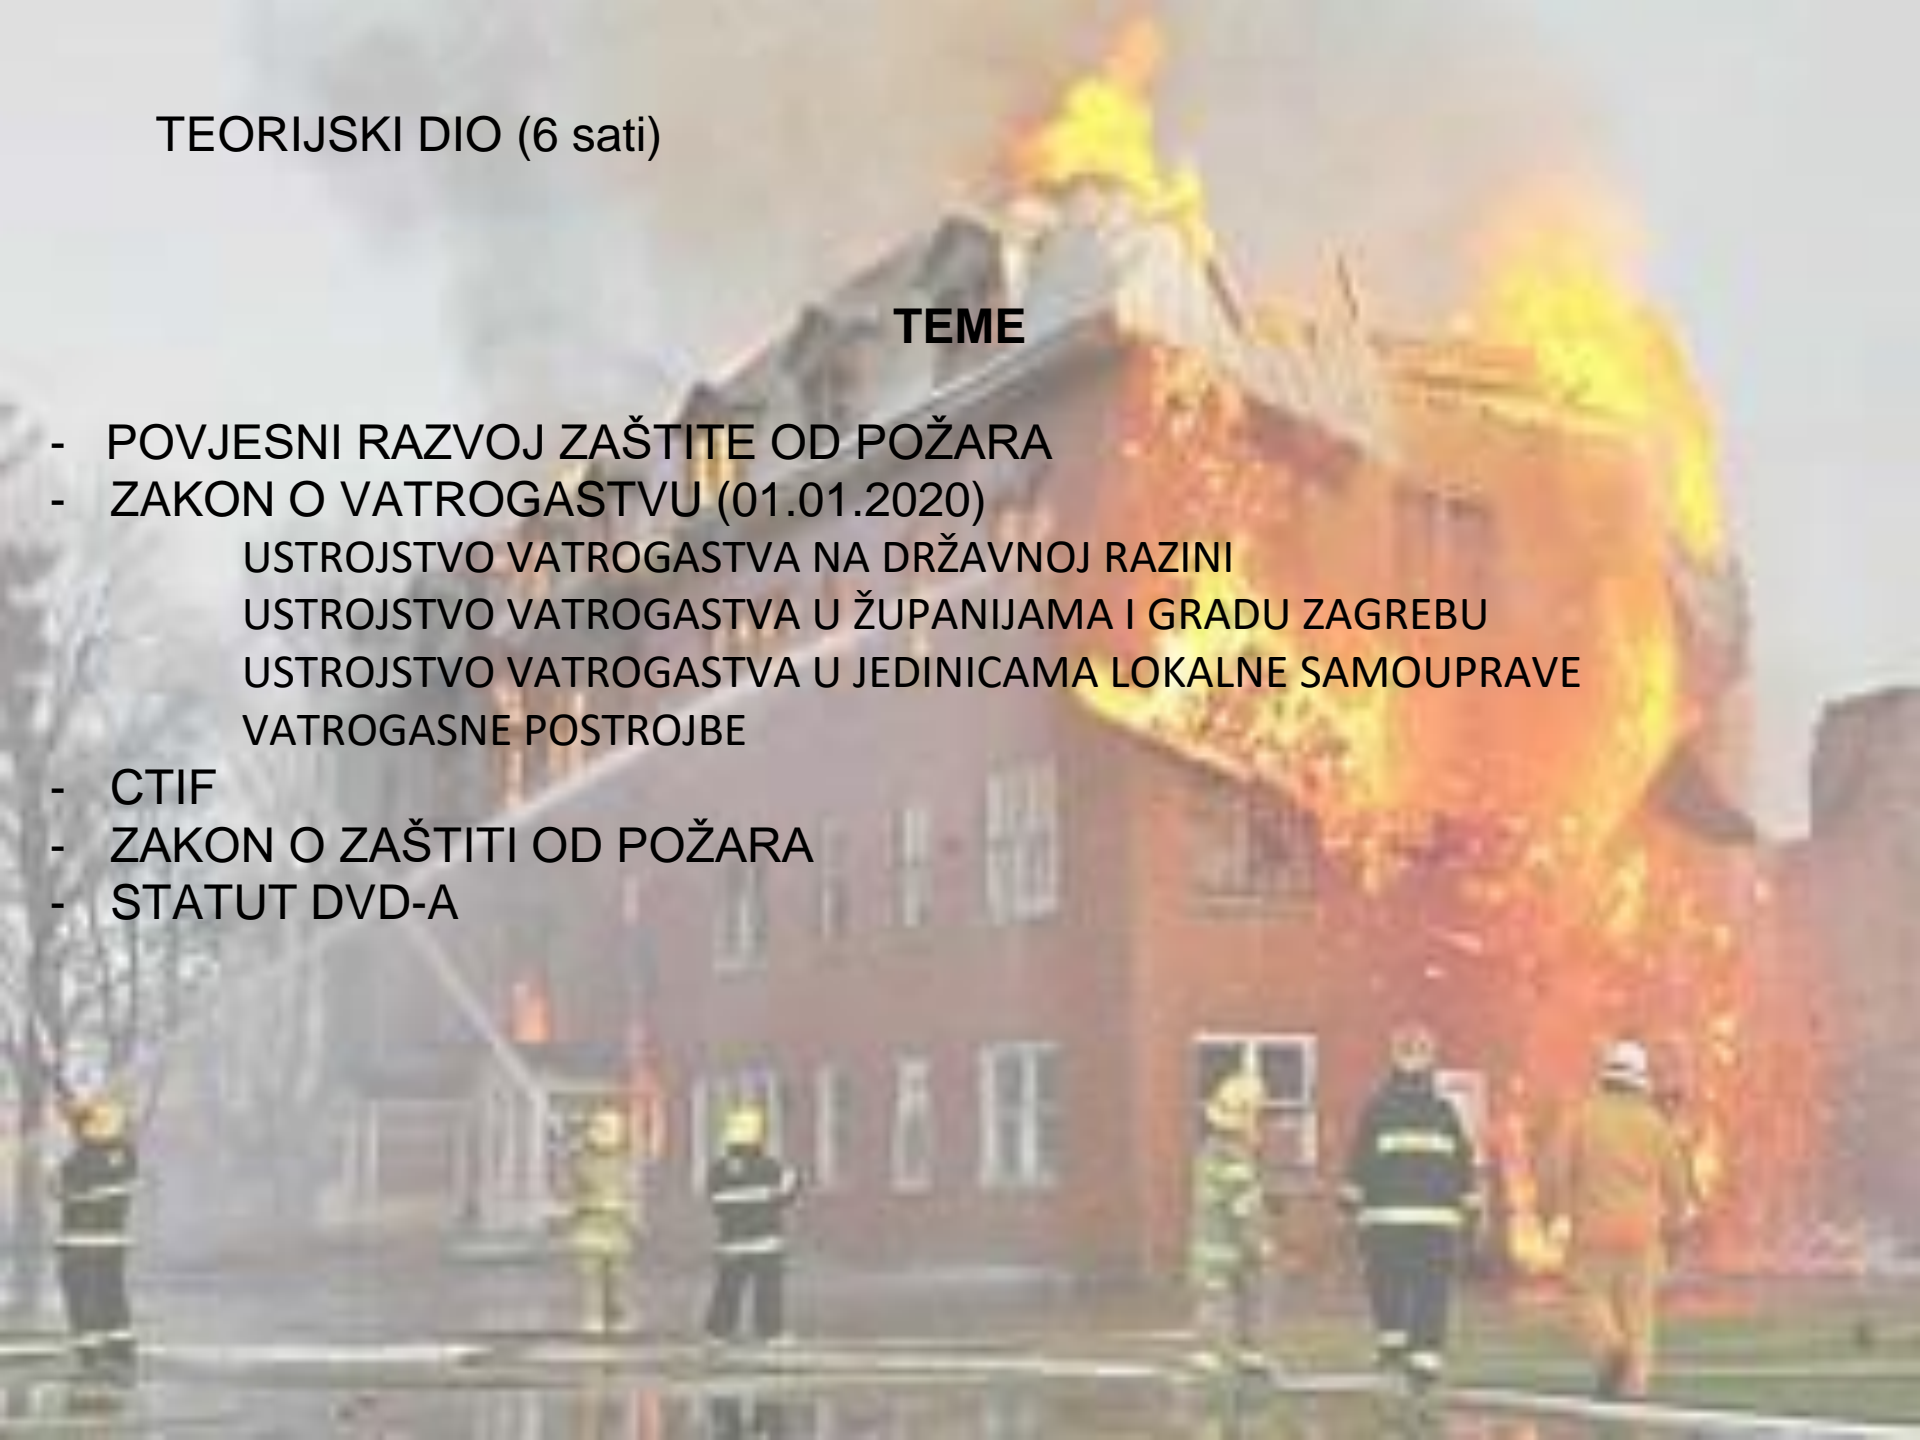 TEORIJSKI DIO (6 sati)
TEME
- POVJESNI RAZVOJ ZAŠTITE OD POŽARA
- ZAKON O VATROGASTVU (01.01.2020)
USTROJSTVO VATROGASTVA NA DRŽAVNOJ RAZINI
USTROJSTVO VATROGASTVA U ŽUPANIJAMA I GRADU ZAGREBU
USTROJSTVO VATROGASTVA U JEDINICAMA LOKALNE SAMOUPRAVE
VATROGASNE POSTROJBE
- CTIF
- ZAKON O ZAŠTITI OD POŽARA
- STATUT DVD-A